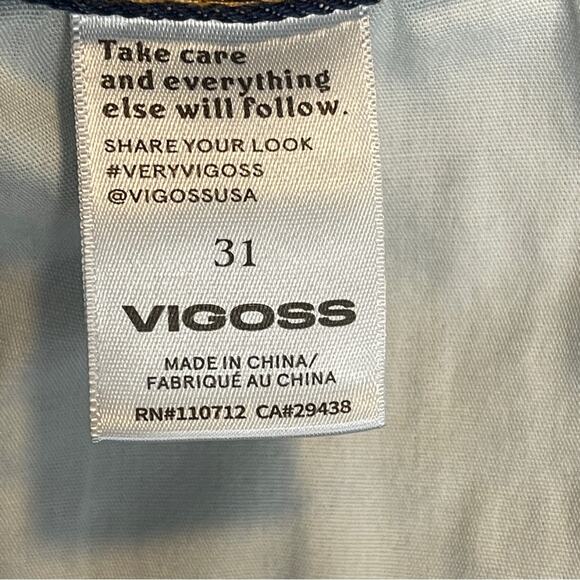 Take care
and everything
else will follow.
SHARE YOUR LOOK
#VERYVIGOSS
@VIGOSSUSA
31
VIGOSS
MADE IN CHINA/
FABRIQUÉ AU CHINA
RN#110712 CA#29438